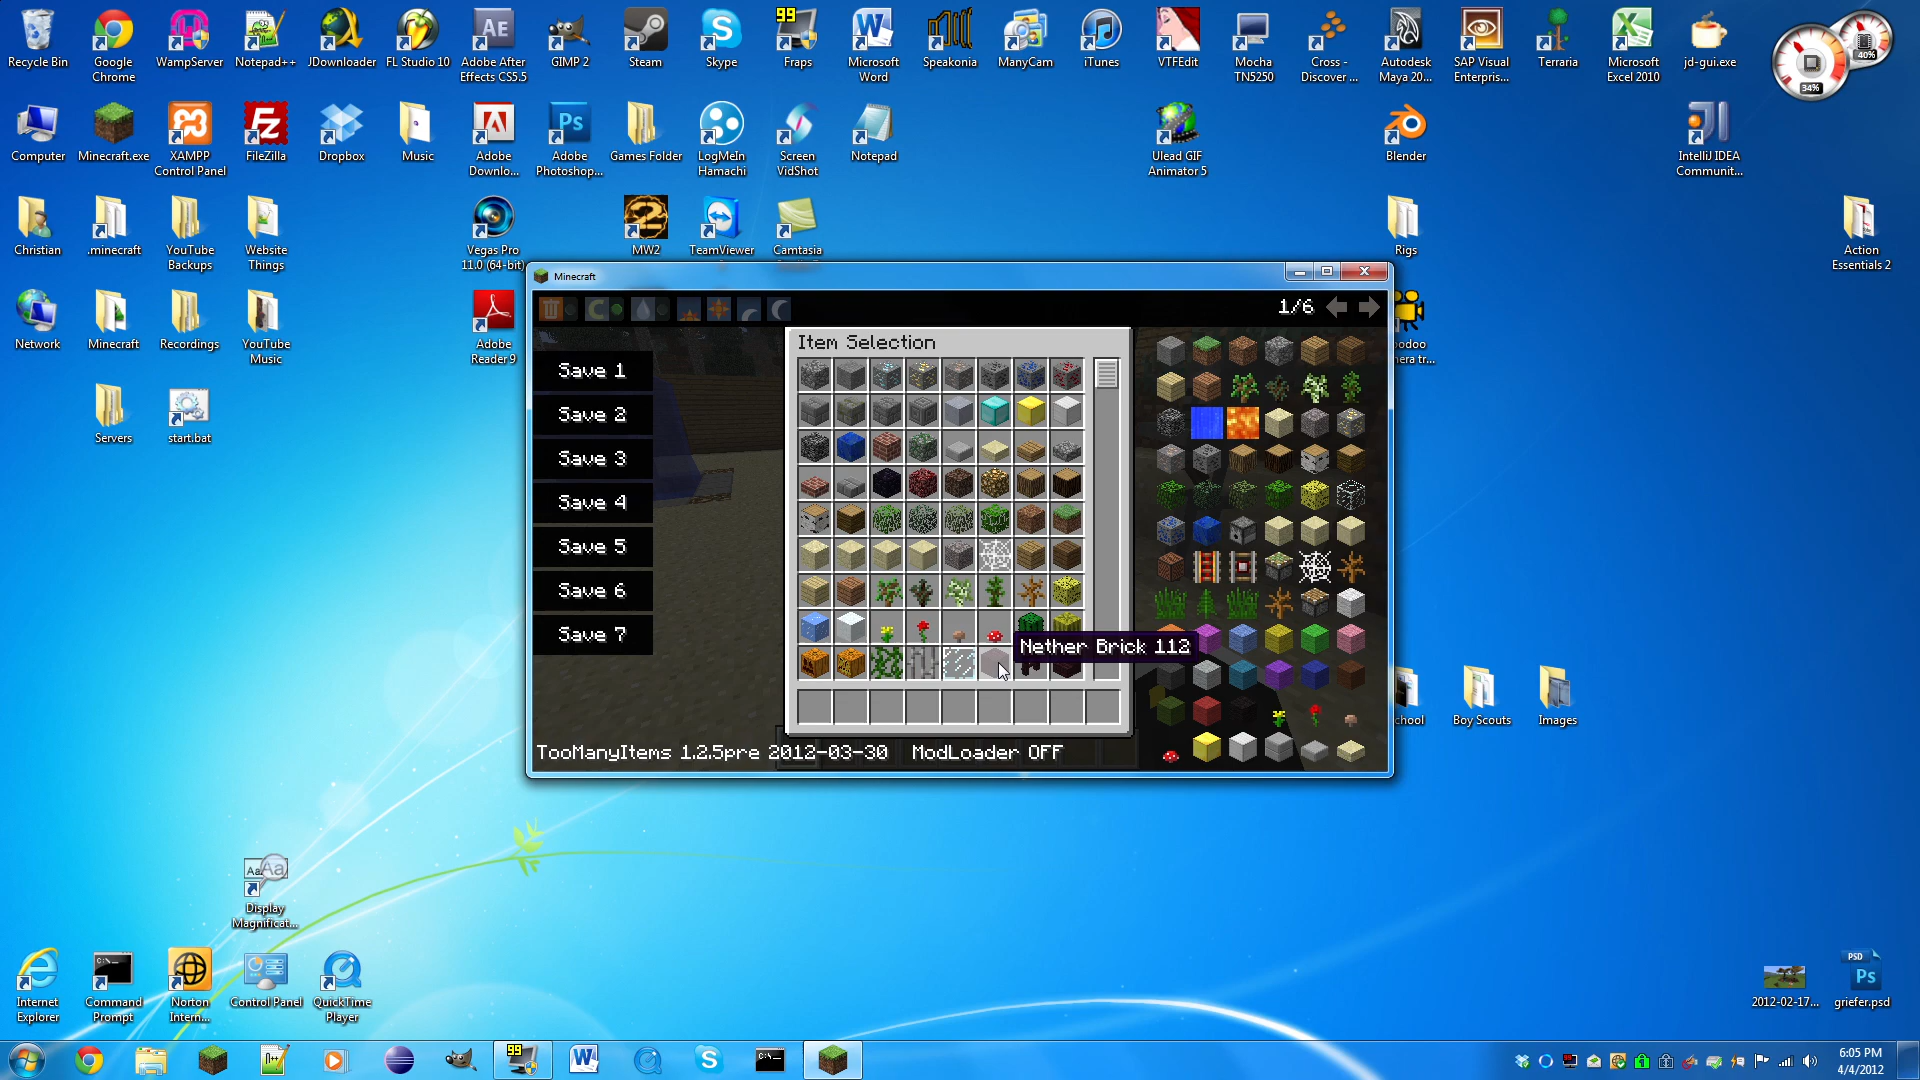 Recycle Bin
Google Chrome
WampServer
Notepad++
JDownloader
FL Studio 10
Adobe After Effects CS5.5
GIMP 2
Steam
Skype
99
Fraps
Microsoft Word
Speakonia
ManyCam
iTunes
VTFEdit
Mocha TN5250
Cross - Discover ...
Autodesk Maya 20...
SAP Visual Enterpris...
Terraria
Microsoft Excel 2010
jd-gui.exe
34%
40%
Computer
Minecraft.exe
XAMPP Control Panel
FileZilla
Dropbox
Music
Adobe Downlo...
Adobe Photoshop...
Games Folder
LogMeIn Hamachi
Screen VidShot
Notepad
Ulead GIF Animator 5
Blender
IntelliJ IDEA Communit...
Christian
.minecraft
YouTube Backups
Website Things
Vegas Pro 11.0 (64-bit)
MW2
TeamViewer
Camtasia
Rigs
Action Essentials 2
Network
Minecraft
Recordings
YouTube Music
Adobe Reader 9
Servers
start.bat
Minecraft
1/6
Item Selection
Save 1
Save 2
Save 3
Save 4
Save 5
Save 6
Save 7
Nether Brick 112
TooManyItems 1.2.5pre 2012-03-30 ModLoader OFF
Boy Scouts
Images
Display Magnificat...
Internet Explorer
Command Prompt
Norton Intern...
Control Panel
QuickTime Player
2012-02-17...
PSD
Ps
griefer.psd
99
6:05 PM
4/4/2012